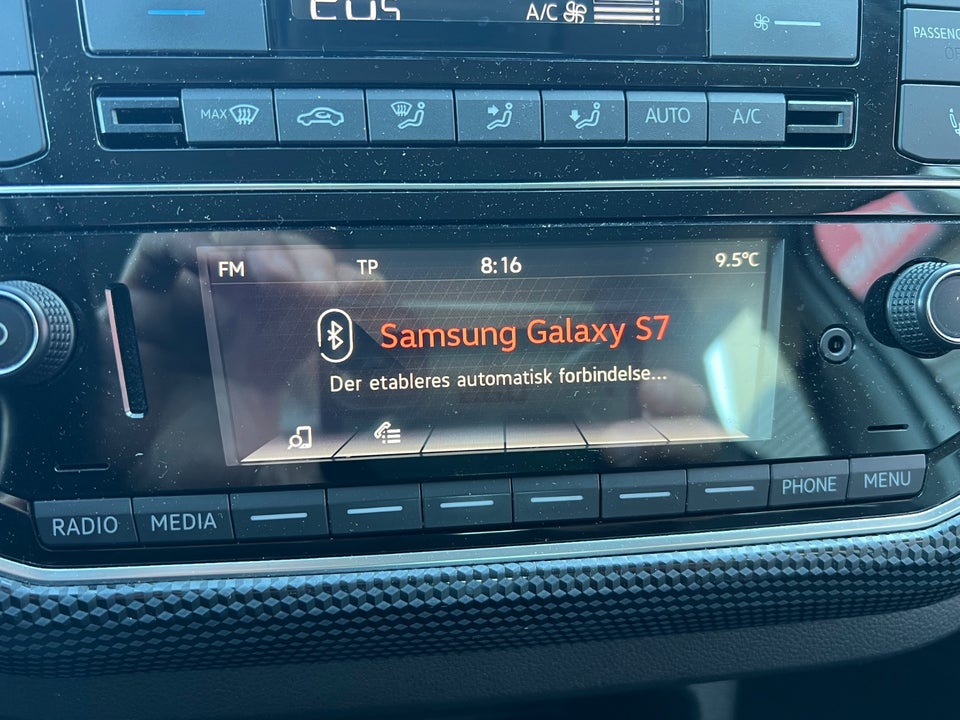 A/C
PASSENG
MAX
AUTO
A/C
FM TP 8:16 9.5°C
Samsung Galaxy S7
Der etableres automatisk forbindelse...
RADIO MEDIA PHONE MENU